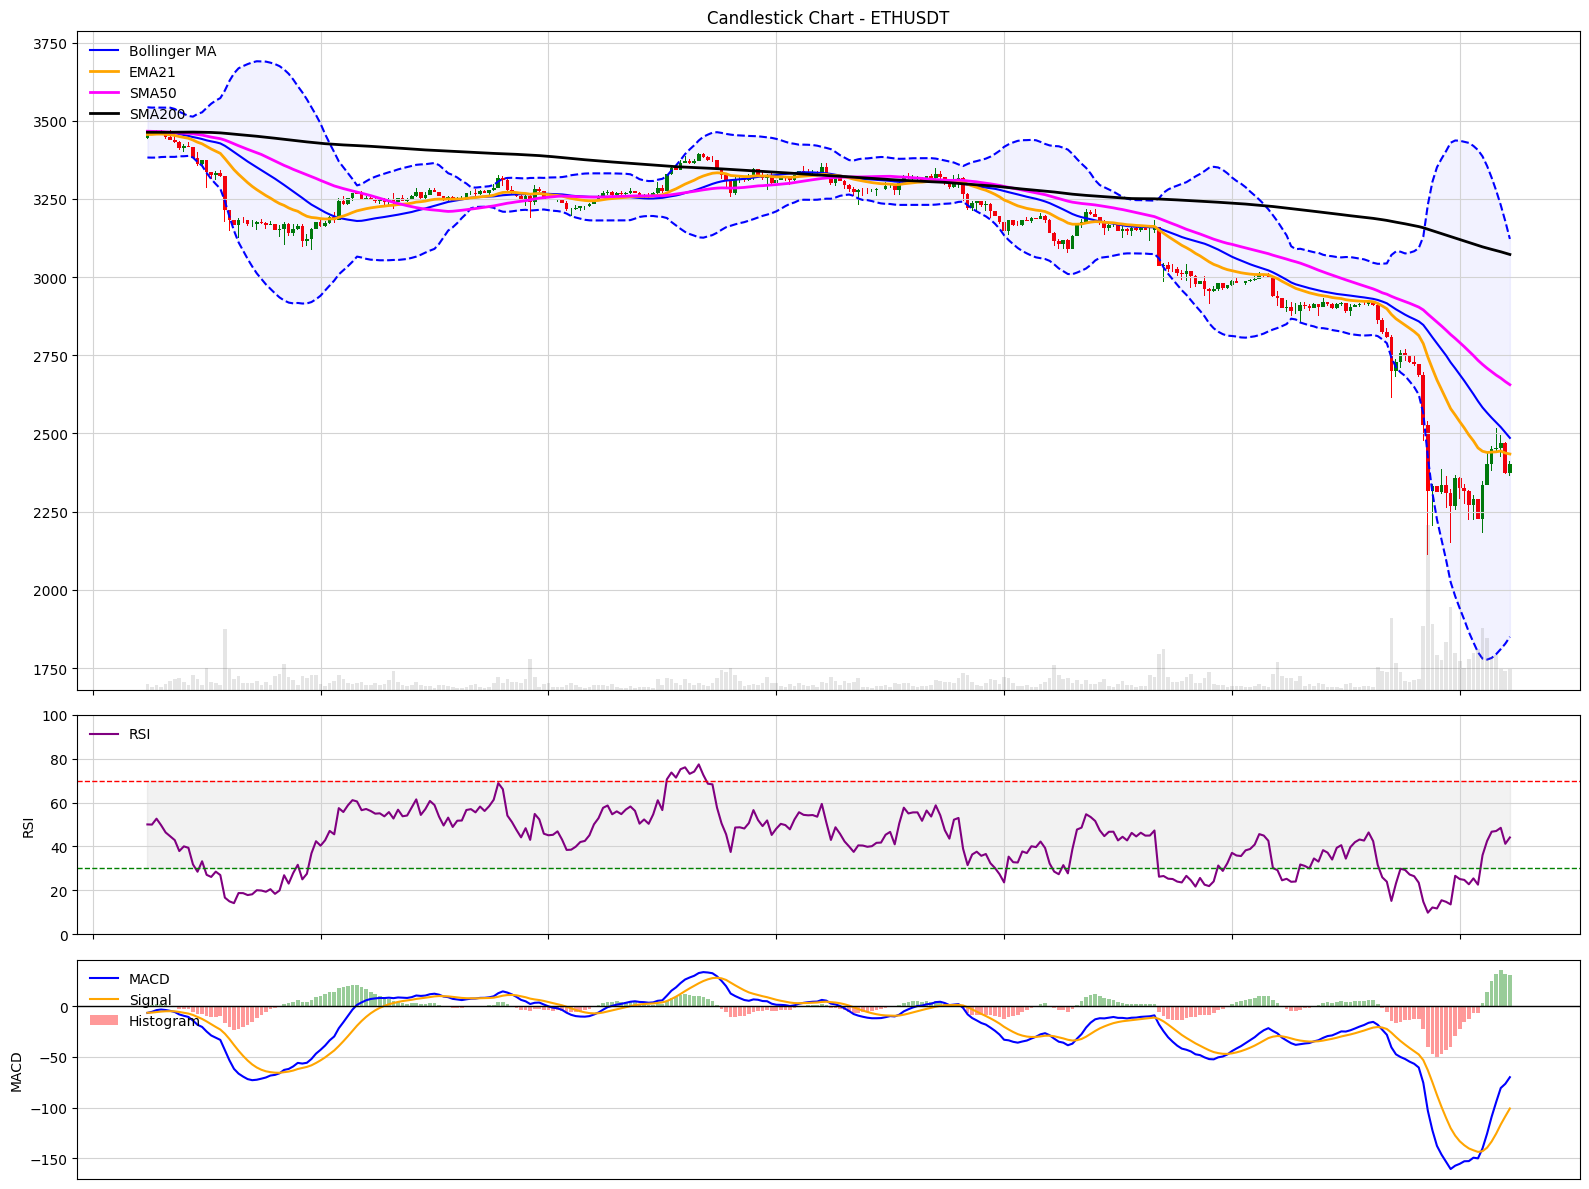 Candlestick Chart - ETHUSDT
3750
3500
3250
3000
2750
2500
2250
2000
1750
Bollinger MA
EMA21
SMA50
SMA200
100
80
60
40
20
0
RSI
RSI
0
−50
−100
−150
MACD
MACD
Signal
Histogram